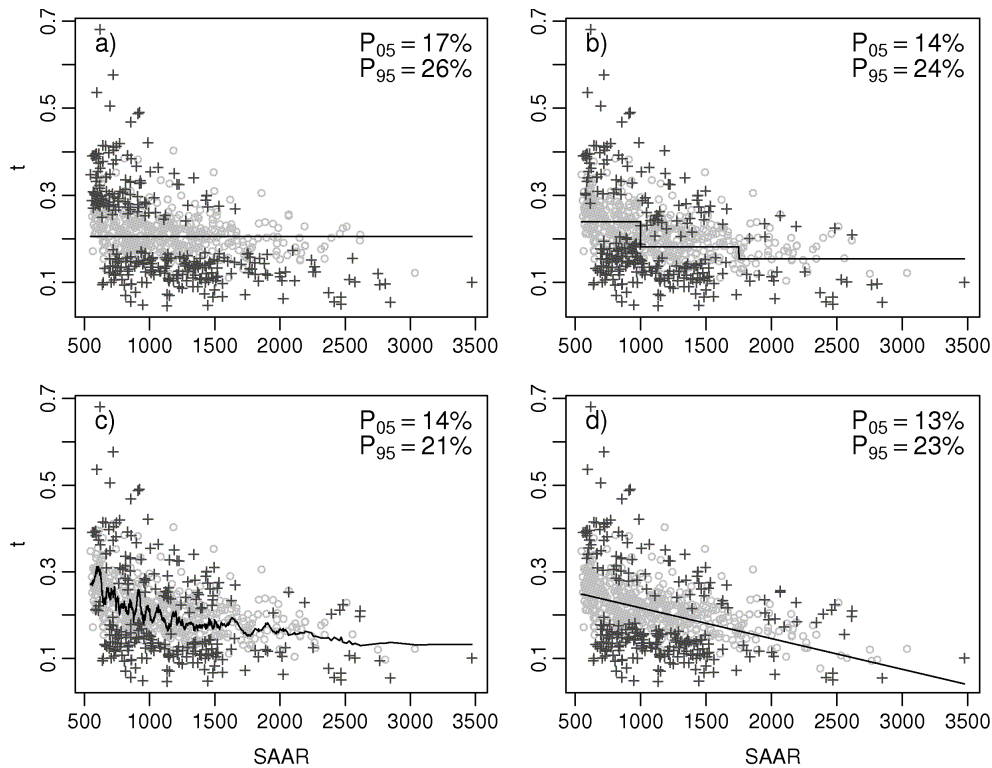 a)
P05 = 17%
P95 = 26%
t
0.1 0.3 0.5 0.7
500 1000 1500 2000 2500 3000 3500
b)
P05 = 14%
P95 = 24%
0.1 0.3 0.5 0.7
500 1000 1500 2000 2500 3000 3500
c)
P05 = 14%
P95 = 21%
t
0.1 0.3 0.5 0.7
500 1000 1500 2000 2500 3000 3500
SAAR
d)
P05 = 13%
P95 = 23%
0.1 0.3 0.5 0.7
500 1000 1500 2000 2500 3000 3500
SAAR